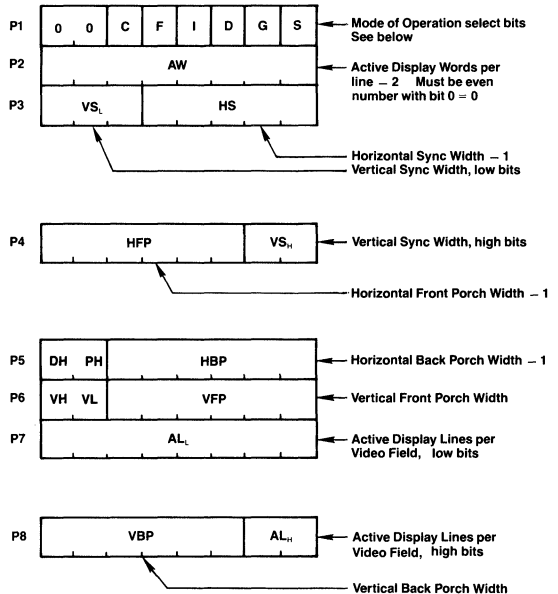 P1 0 0 C F I D G S Mode of Operation select bits
See below
P2 AW Active Display Words per
line – 2 Must be even
number with bit 0 = 0
P3 VSL HS
Horizontal Sync Width – 1
Vertical Sync Width, low bits
P4 HFP VSH Vertical Sync Width, high bits
Horizontal Front Porch Width – 1
P5 DH PH HBP Horizontal Back Porch Width – 1
P6 VH VL VFP Vertical Front Porch Width
P7 ALL Active Display Lines per
Video Field, low bits
P8 VBP ALH Active Display Lines per
Video Field, high bits
Vertical Back Porch Width